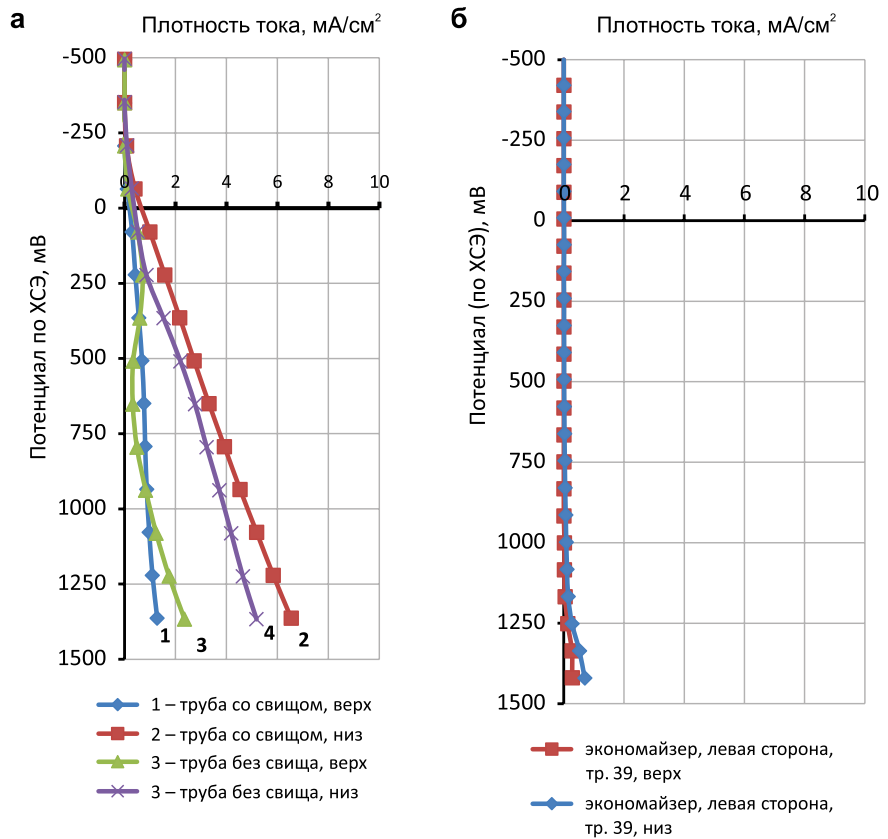 а
Плотность тока, мА/см²
-500
-250
0 2 4 6 8 10
0
250
500
750
1000
1250
1500
Потенциал по ХСЭ, мВ
1
3
4
2
1 – труба со свищом, верх
2 – труба со свищом, низ
3 – труба без свища, верх
3 – труба без свища, низ
б
Плотность тока, мА/см²
-500
-250
0 2 4 6 8 10
0
250
500
750
1000
1250
1500
Потенциал (по ХСЭ), мВ
экономайзер, левая сторона,
тр. 39, верх
экономайзер, левая сторона,
тр. 39, низ